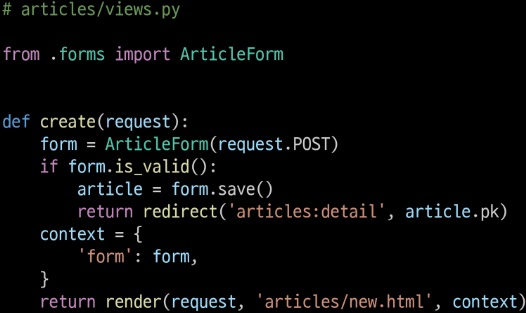 # articles/views.py
from .forms import ArticleForm
def create(request):
    form = ArticleForm(request.POST)
    if form.is_valid():
        article = form.save()
        return redirect('articles:detail', article.pk)
    context = {
        'form': form,
    }
    return render(request, 'articles/new.html', context)